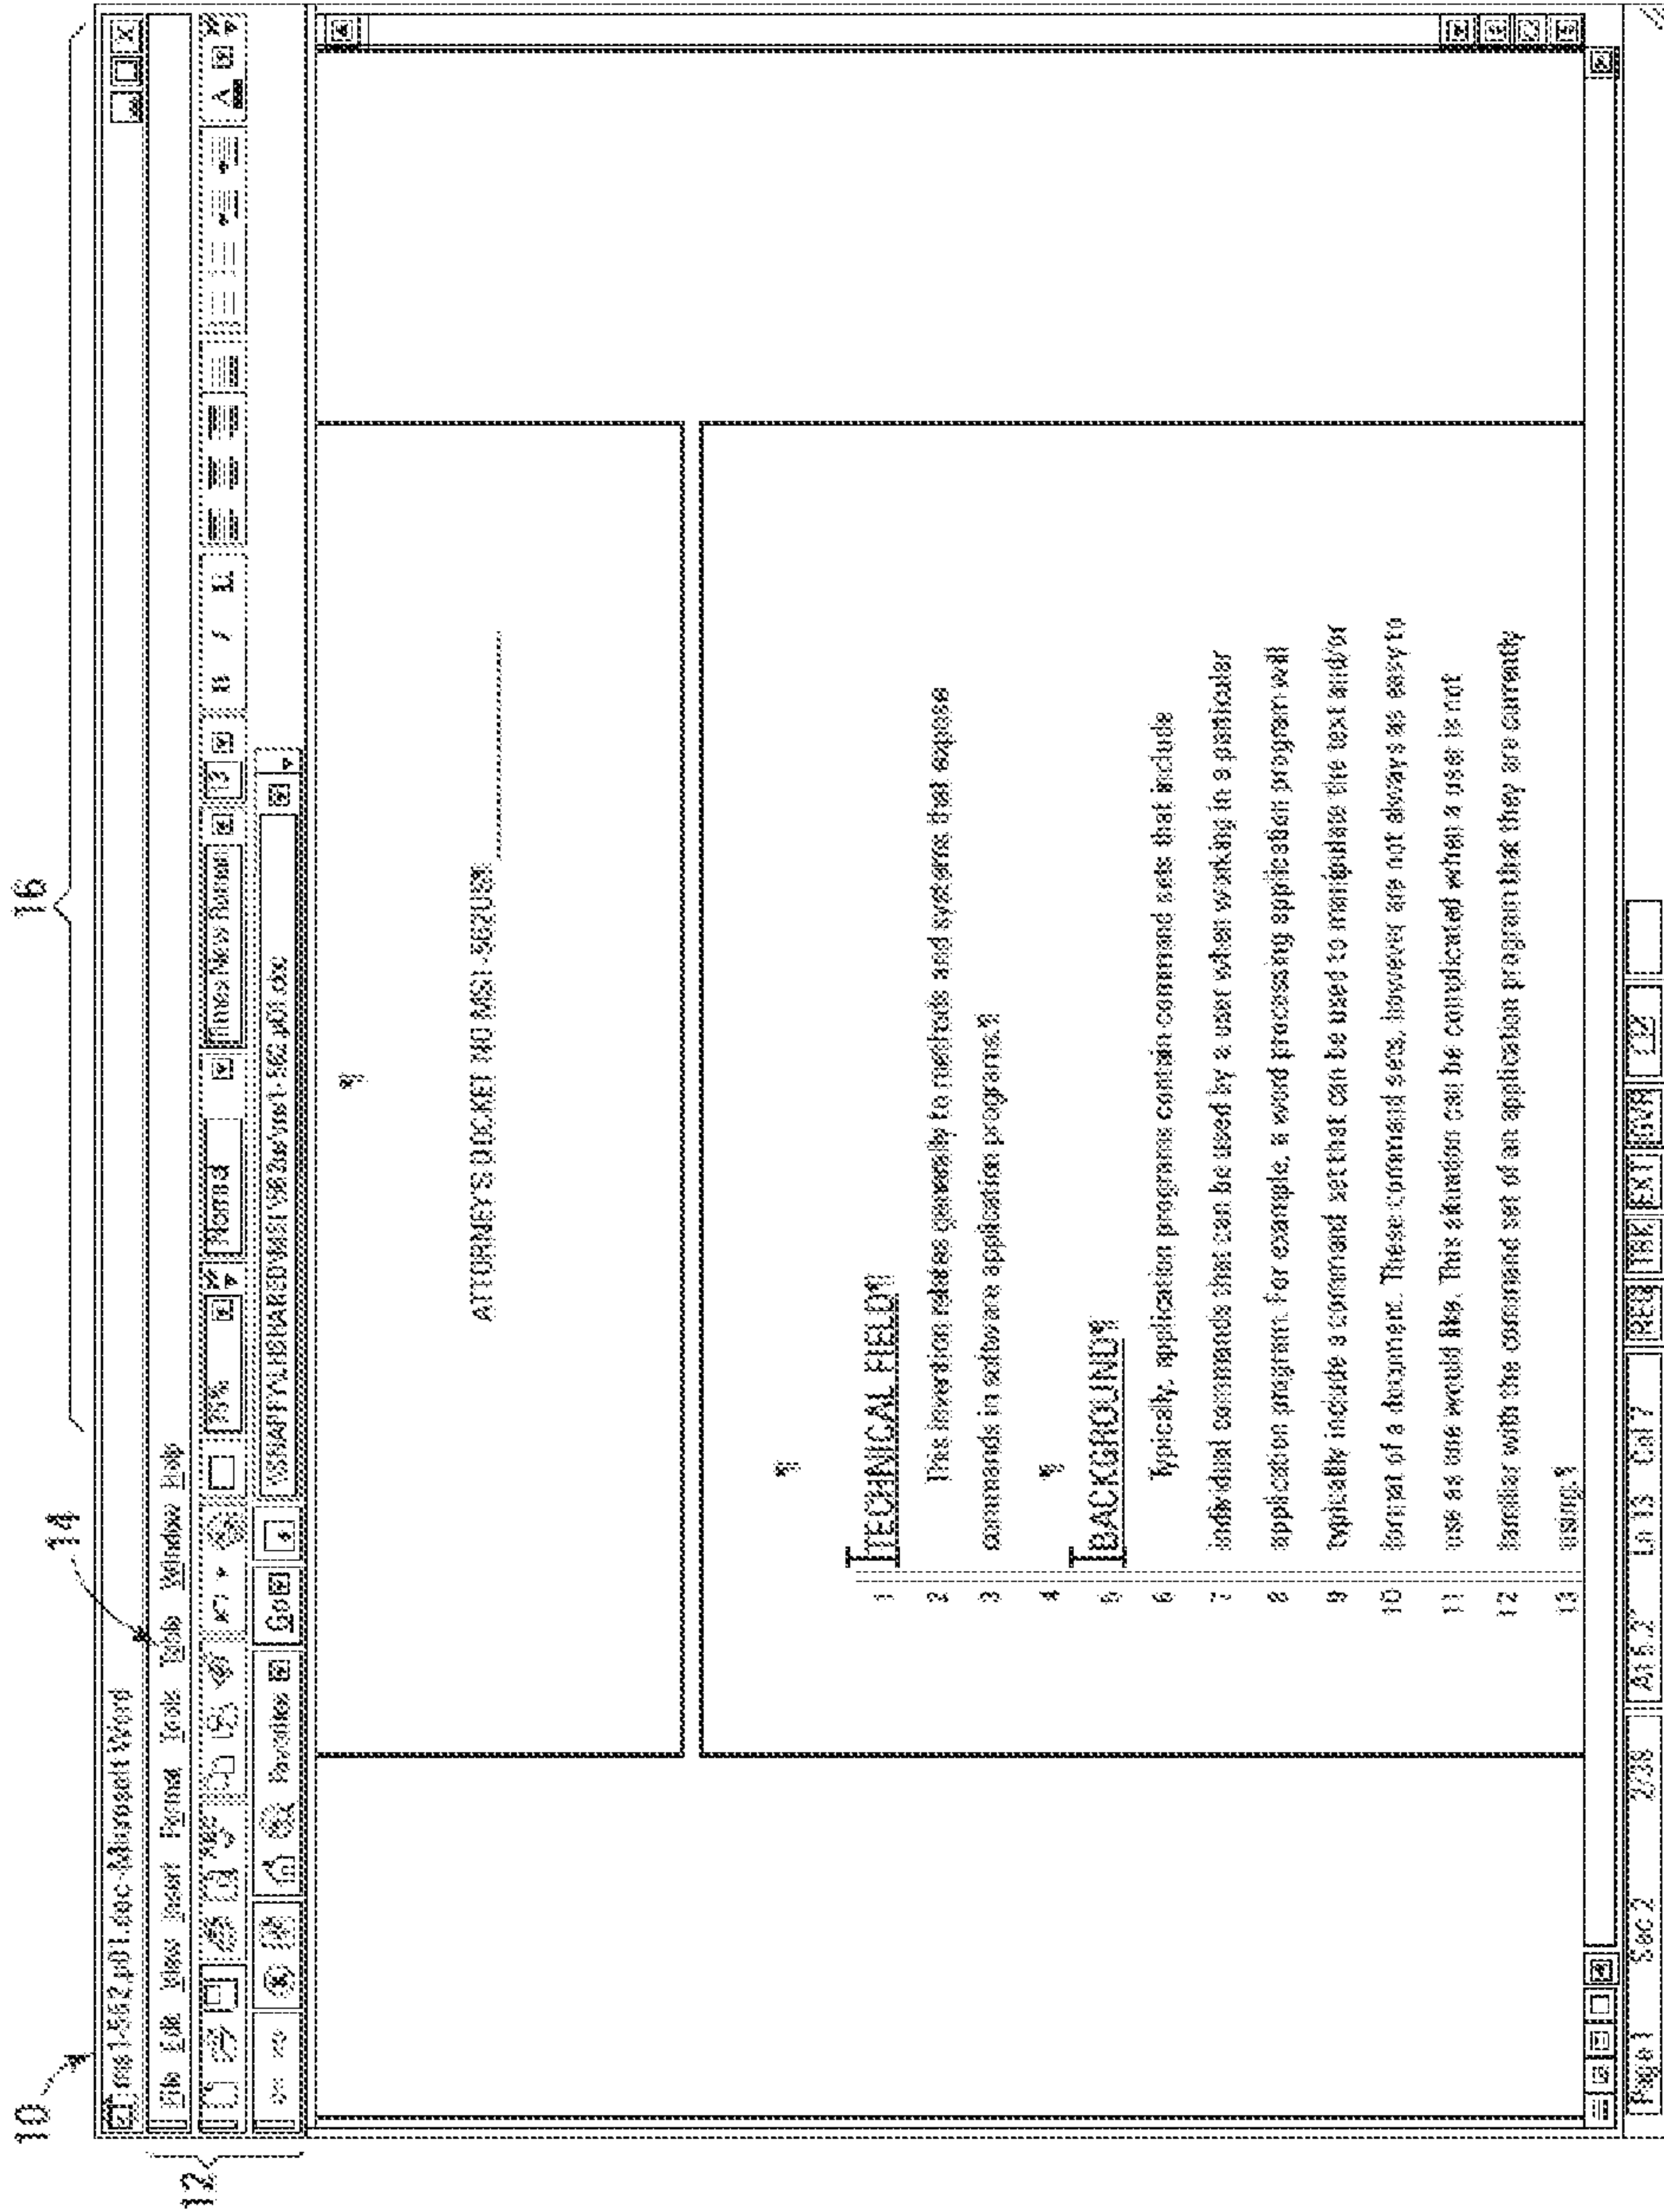 10
16
14
12
ms1-562.p01.doc-Microsoft Word
File Edit View Insert Format Tools Table Window Help
75% Normal Times New Roman 13 B I U A
Favorites Go
¶
ATTORNEY'S DOCKET NO MS1-562US¶
¶
1 TECHNICAL FIELD¶
2 This invention relates generally to methods and systems that expose
3 commands in software application programs.¶
4 ¶
5 BACKGROUND¶
6 Typically, application programs contain command sets that include
7 individual commands that can be used by a user when working in a particular
8 application program. For example, a word processing application program will
9 typically include a command set that can be used to manipulate the text and/or
10 format of a document. These command sets, however are not always as easy to
11 use as one would like. This situation can be complicated when a user is not
12 familiar with the command set of an application program that they are currently
13 using.¶
Page 1 Sec 2 2/38 At 5.2" Ln 13 Col 7 EXT OVR